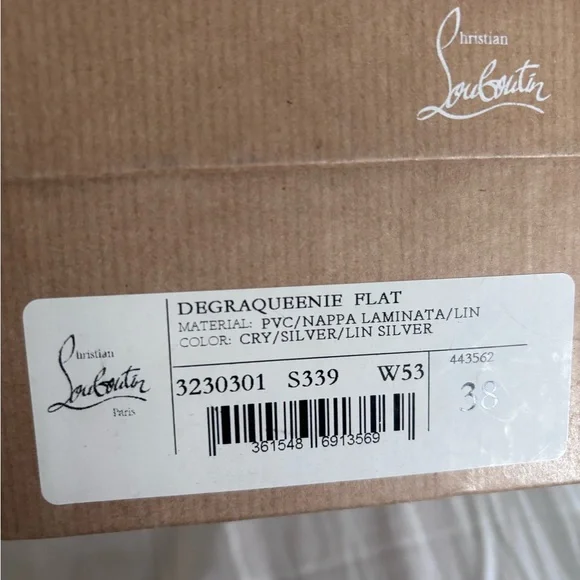 Christian
Louboutin
DEGRAQUEENIE FLAT
MATERIAL: PVC/NAPPA LAMINATA/LIN
COLOR: CRY/SILVER/LIN SILVER
Christian
Louboutin
Paris
3230301 S339 W53
443562
38
361548 6913569